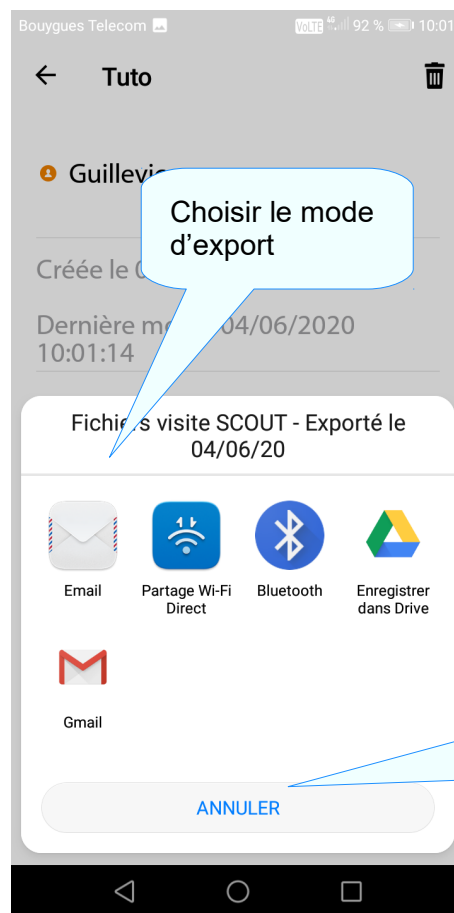 Bouygues Telecom VoLTE 4G 92 % 10:01
Tuto
Guillevic
Choisir le mode
d'export
Créée le
Dernière 04/06/2020
10:01:14
Fichiers visite SCOUT - Exporté le
04/06/20
Email
Partage Wi-Fi
Direct
Bluetooth
Enregistrer
dans Drive
Gmail
ANNULER